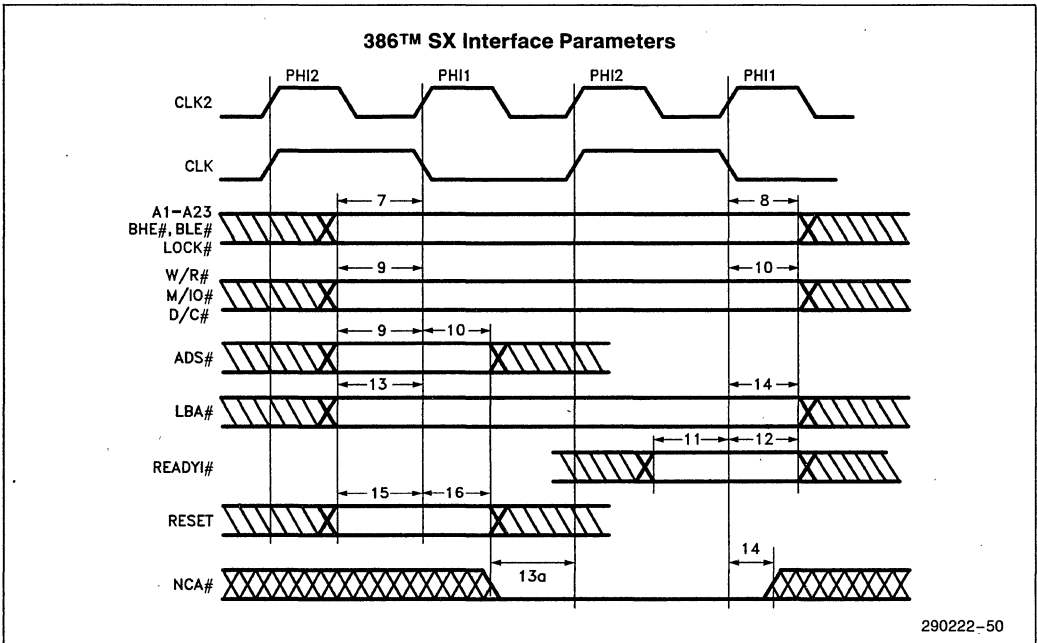 386™ SX Interface Parameters
PHI2 PHI1 PHI2 PHI1
CLK2
CLK
7 8
A1-A23
BHE#, BLE#
LOCK#
9 10
W/R#
M/IO#
D/C#
9 10
ADS#
13 14
LBA#
11 12
READYI#
15 16
RESET
13a 14
NCA#
290222-50